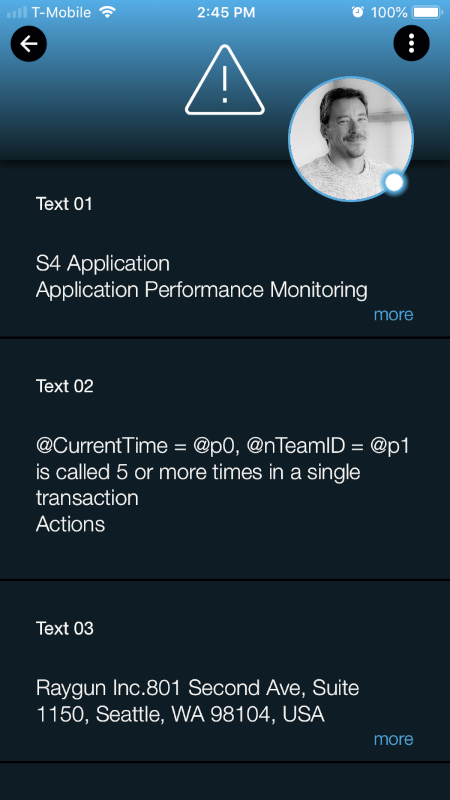 T-Mobile 2:45 PM 100%
Text 01
S4 Application
Application Performance Monitoring
more
Text 02
@CurrentTime = @p0, @nTeamID = @p1
is called 5 or more times in a single
transaction
Actions
Text 03
Raygun Inc.801 Second Ave, Suite
1150, Seattle, WA 98104, USA
more